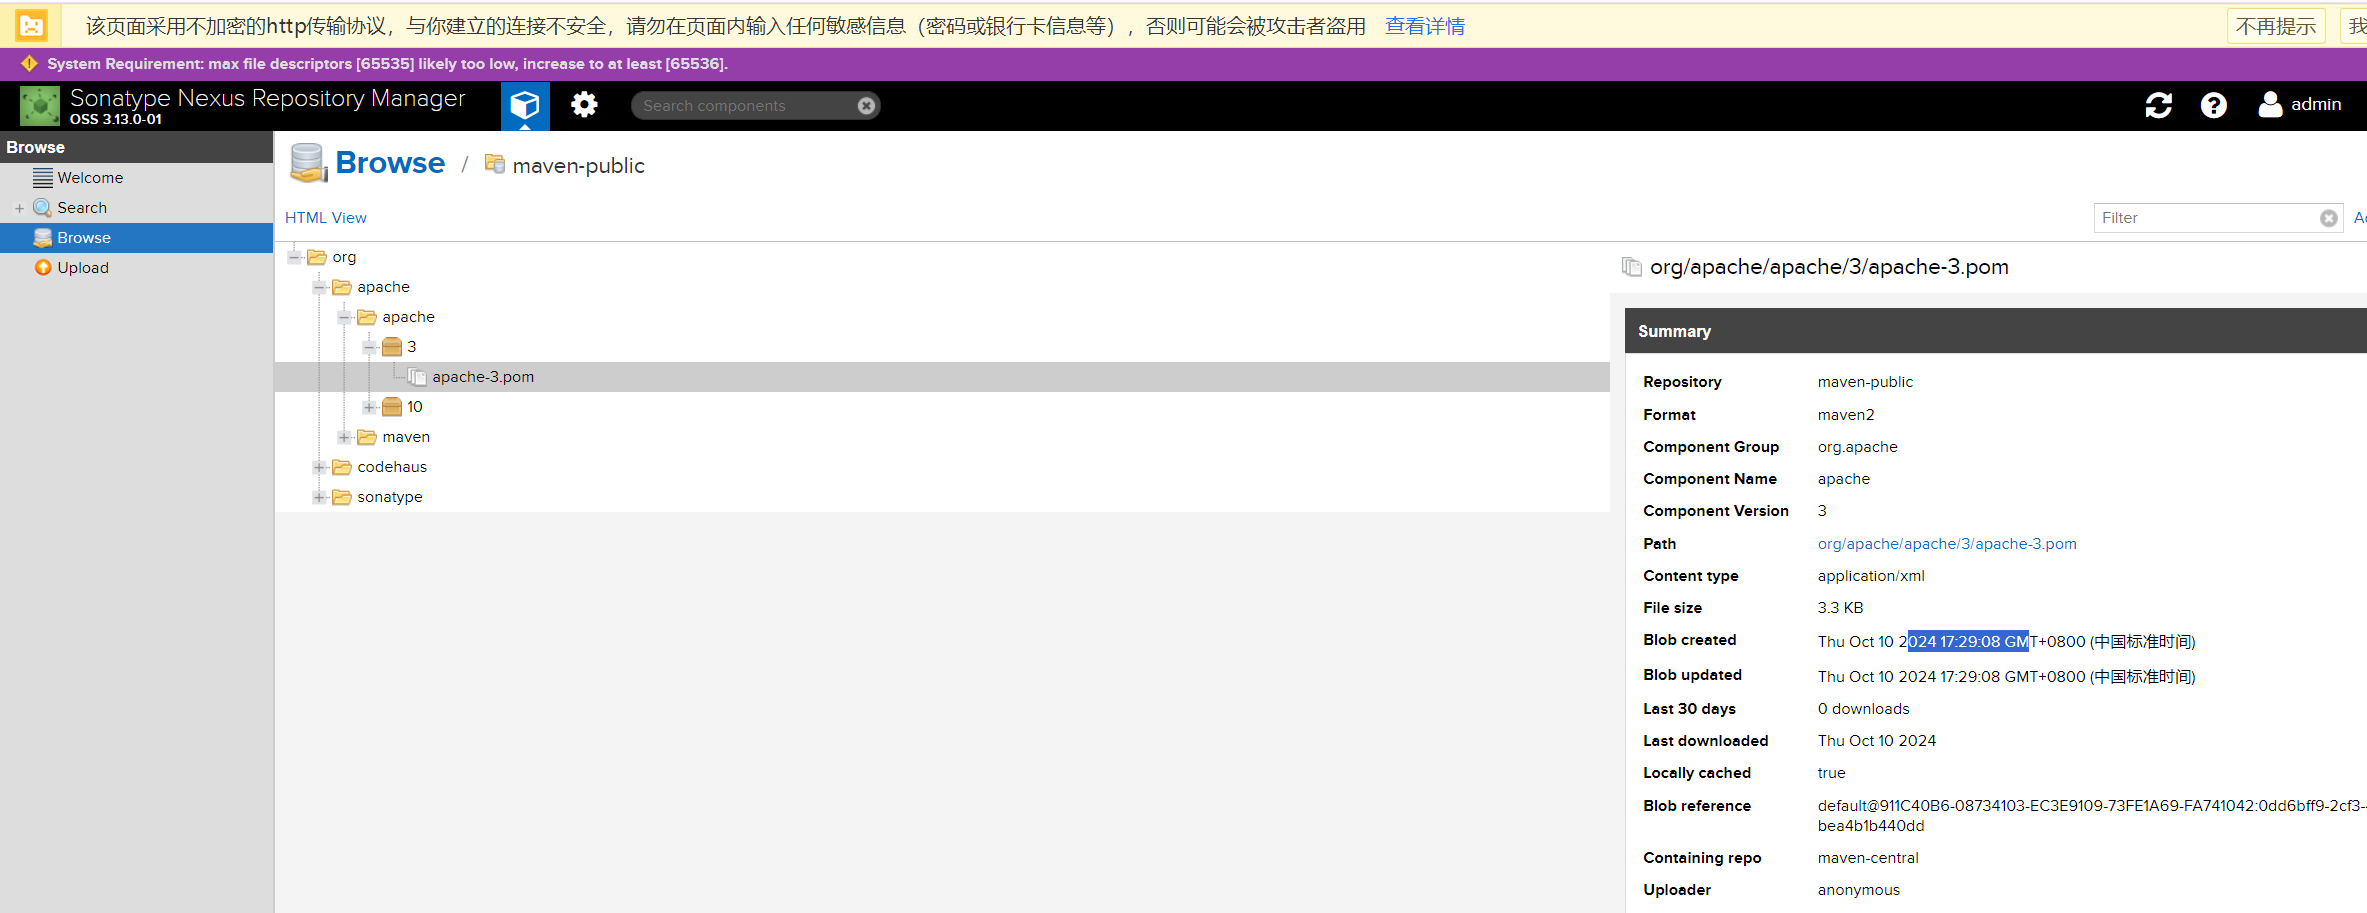 该页面采用不加密的http传输协议，与你建立的连接不安全，请勿在页面内输入任何敏感信息（密码或银行卡信息等），否则可能会被攻击者盗用 查看详情 不再提示 我
System Requirement: max file descriptors [65535] likely too low, increase to at least [65536].
Sonatype Nexus Repository Manager
OSS 3.13.0-01
Search components
admin
Browse
Welcome
Search
Browse
Upload
Browse / maven-public
HTML View
Filter
org
apache
apache
3
apache-3.pom
10
maven
codehaus
sonatype
org/apache/apache/3/apache-3.pom
Summary
Repository maven-public
Format maven2
Component Group org.apache
Component Name apache
Component Version 3
Path org/apache/apache/3/apache-3.pom
Content type application/xml
File size 3.3 KB
Blob created Thu Oct 10 2024 17:29:08 GMT+0800 (中国标准时间)
Blob updated Thu Oct 10 2024 17:29:08 GMT+0800 (中国标准时间)
Last 30 days 0 downloads
Last downloaded Thu Oct 10 2024
Locally cached true
Blob reference default@911C40B6-08734103-EC3E9109-73FE1A69-FA741042:0dd6bff9-2cf3-
bea4b1b440dd
Containing repo maven-central
Uploader anonymous